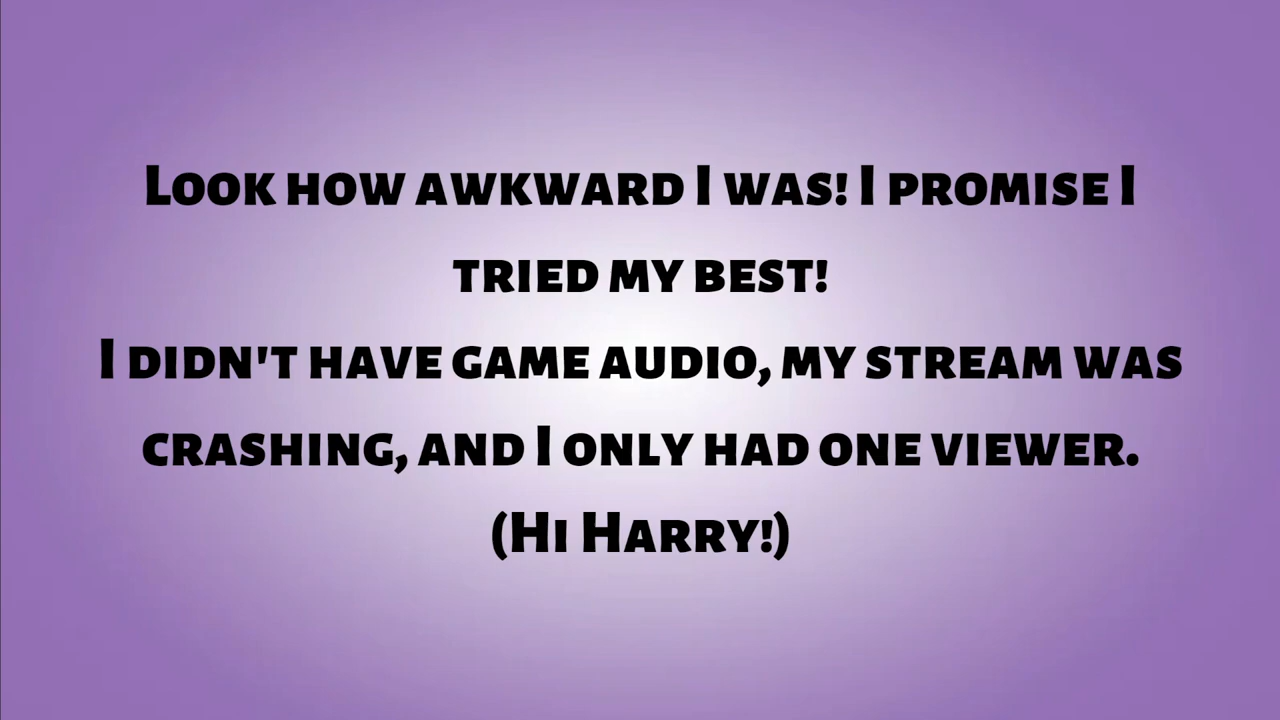 Look how awkward I was! I promise I
tried my best!
I didn't have game audio, my stream was
crashing, and I only had one viewer.
(Hi Harry!)